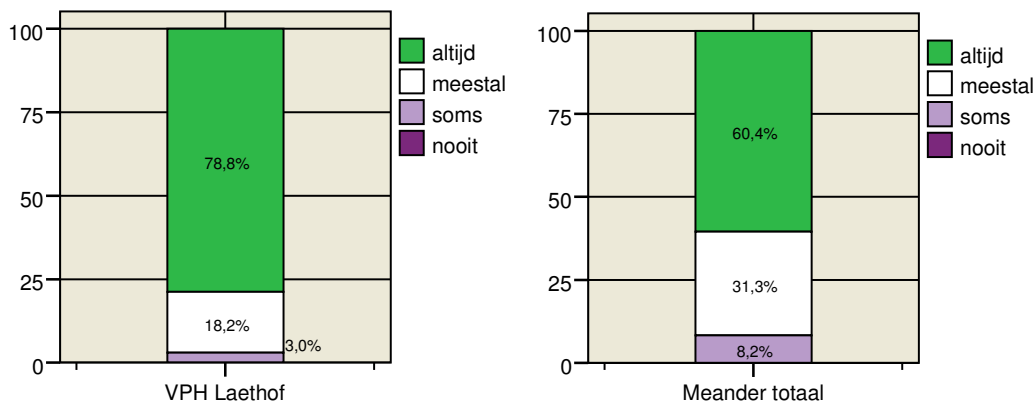 100
75
50
25
0
78,8%
18,2%
3,0%
VPH Laethof
altijd
meestal
soms
nooit
100
75
50
25
0
60,4%
31,3%
8,2%
Meander totaal
altijd
meestal
soms
nooit